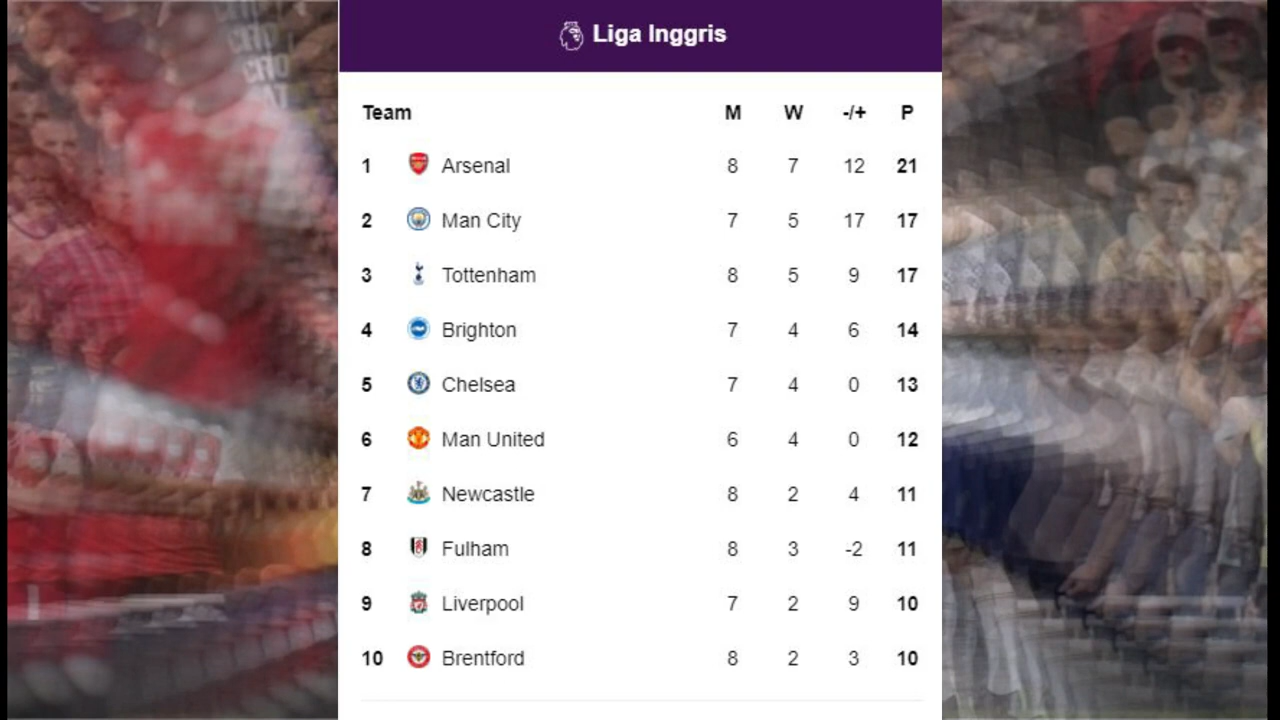 Liga Inggris
Team M W -/+ P
1 Arsenal 8 7 12 21
2 Man City 7 5 17 17
3 Tottenham 8 5 9 17
4 Brighton 7 4 6 14
5 Chelsea 7 4 0 13
6 Man United 6 4 0 12
7 Newcastle 8 2 4 11
8 Fulham 8 3 -2 11
9 Liverpool 7 2 9 10
10 Brentford 8 2 3 10